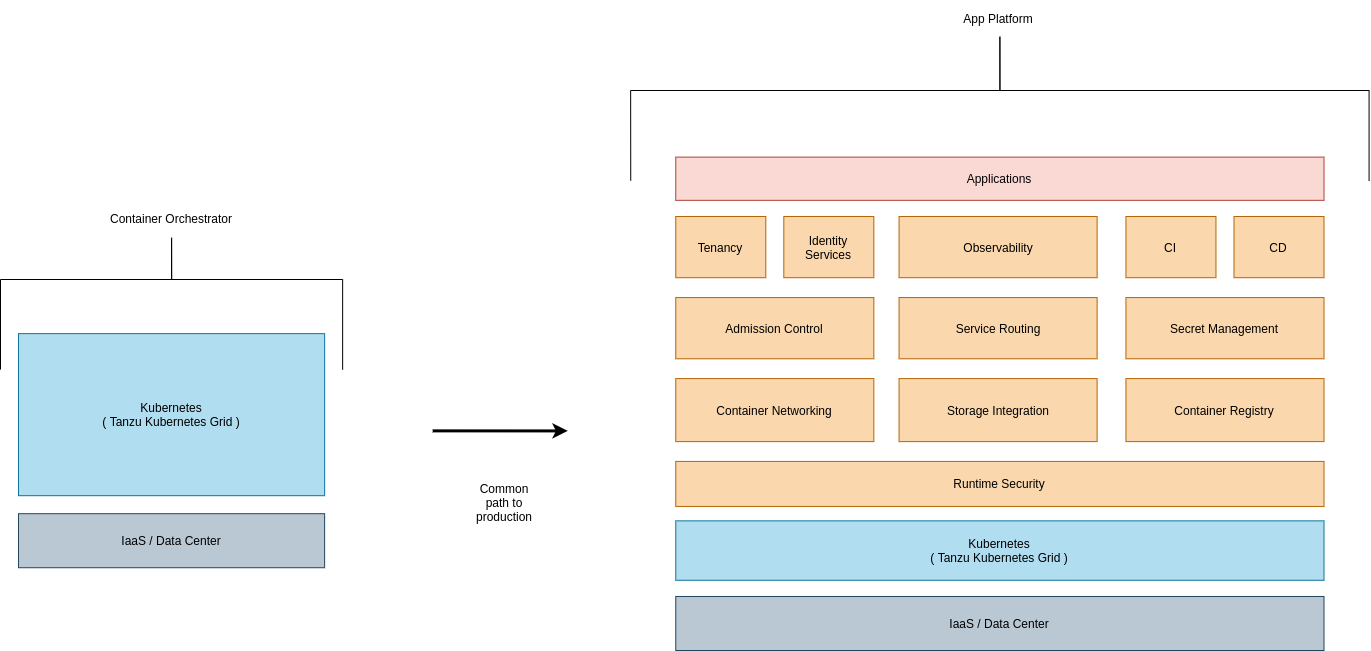 Container Orchestrator
Kubernetes
( Tanzu Kubernetes Grid )
IaaS / Data Center
Common
path to
production
App Platform
Applications
Tenancy
Identity
Services
Observability
CI
CD
Admission Control
Service Routing
Secret Management
Container Networking
Storage Integration
Container Registry
Runtime Security
Kubernetes
( Tanzu Kubernetes Grid )
IaaS / Data Center